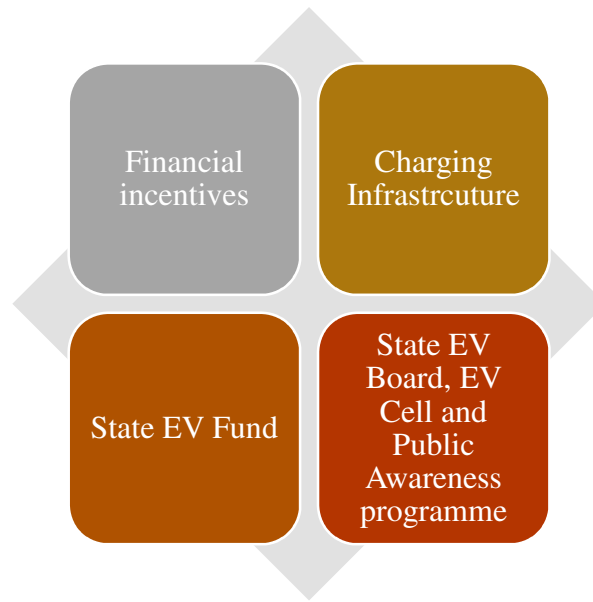 Financial
incentives
Charging
Infrastrcuture
State EV Fund
State EV
Board, EV
Cell and
Public
Awareness
programme